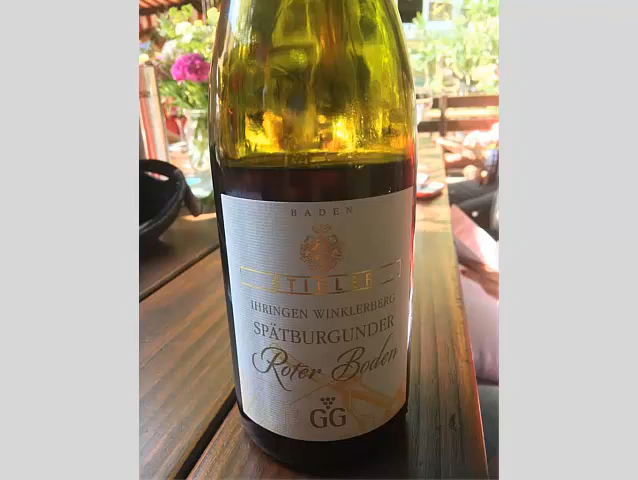 BADEN
STIGLER
IHRINGEN WINKLERBERG
SPÄTBURGUNDER
Roter Boden
GG